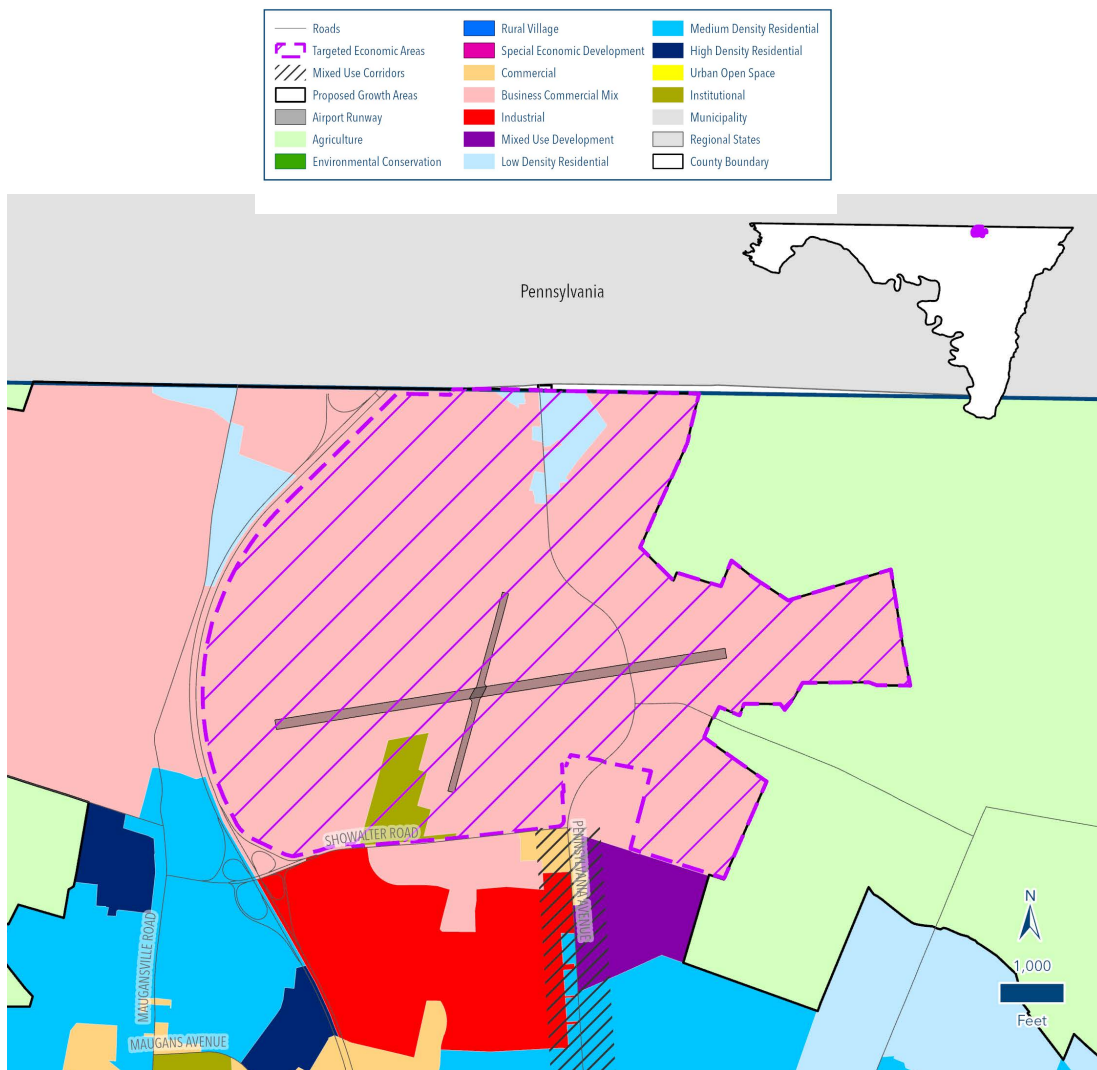 Roads
Targeted Economic Areas
Mixed Use Corridors
Proposed Growth Areas
Airport Runway
Agriculture
Environmental Conservation
Rural Village
Special Economic Development
Commercial
Business Commercial Mix
Industrial
Mixed Use Development
Low Density Residential
Medium Density Residential
High Density Residential
Urban Open Space
Institutional
Municipality
Regional States
County Boundary
Pennsylvania
SHOWALTER ROAD
PENNSYLVANIA AVENUE
MAUGANSVILLE ROAD
MAUGANS AVENUE
N
1,000
Feet